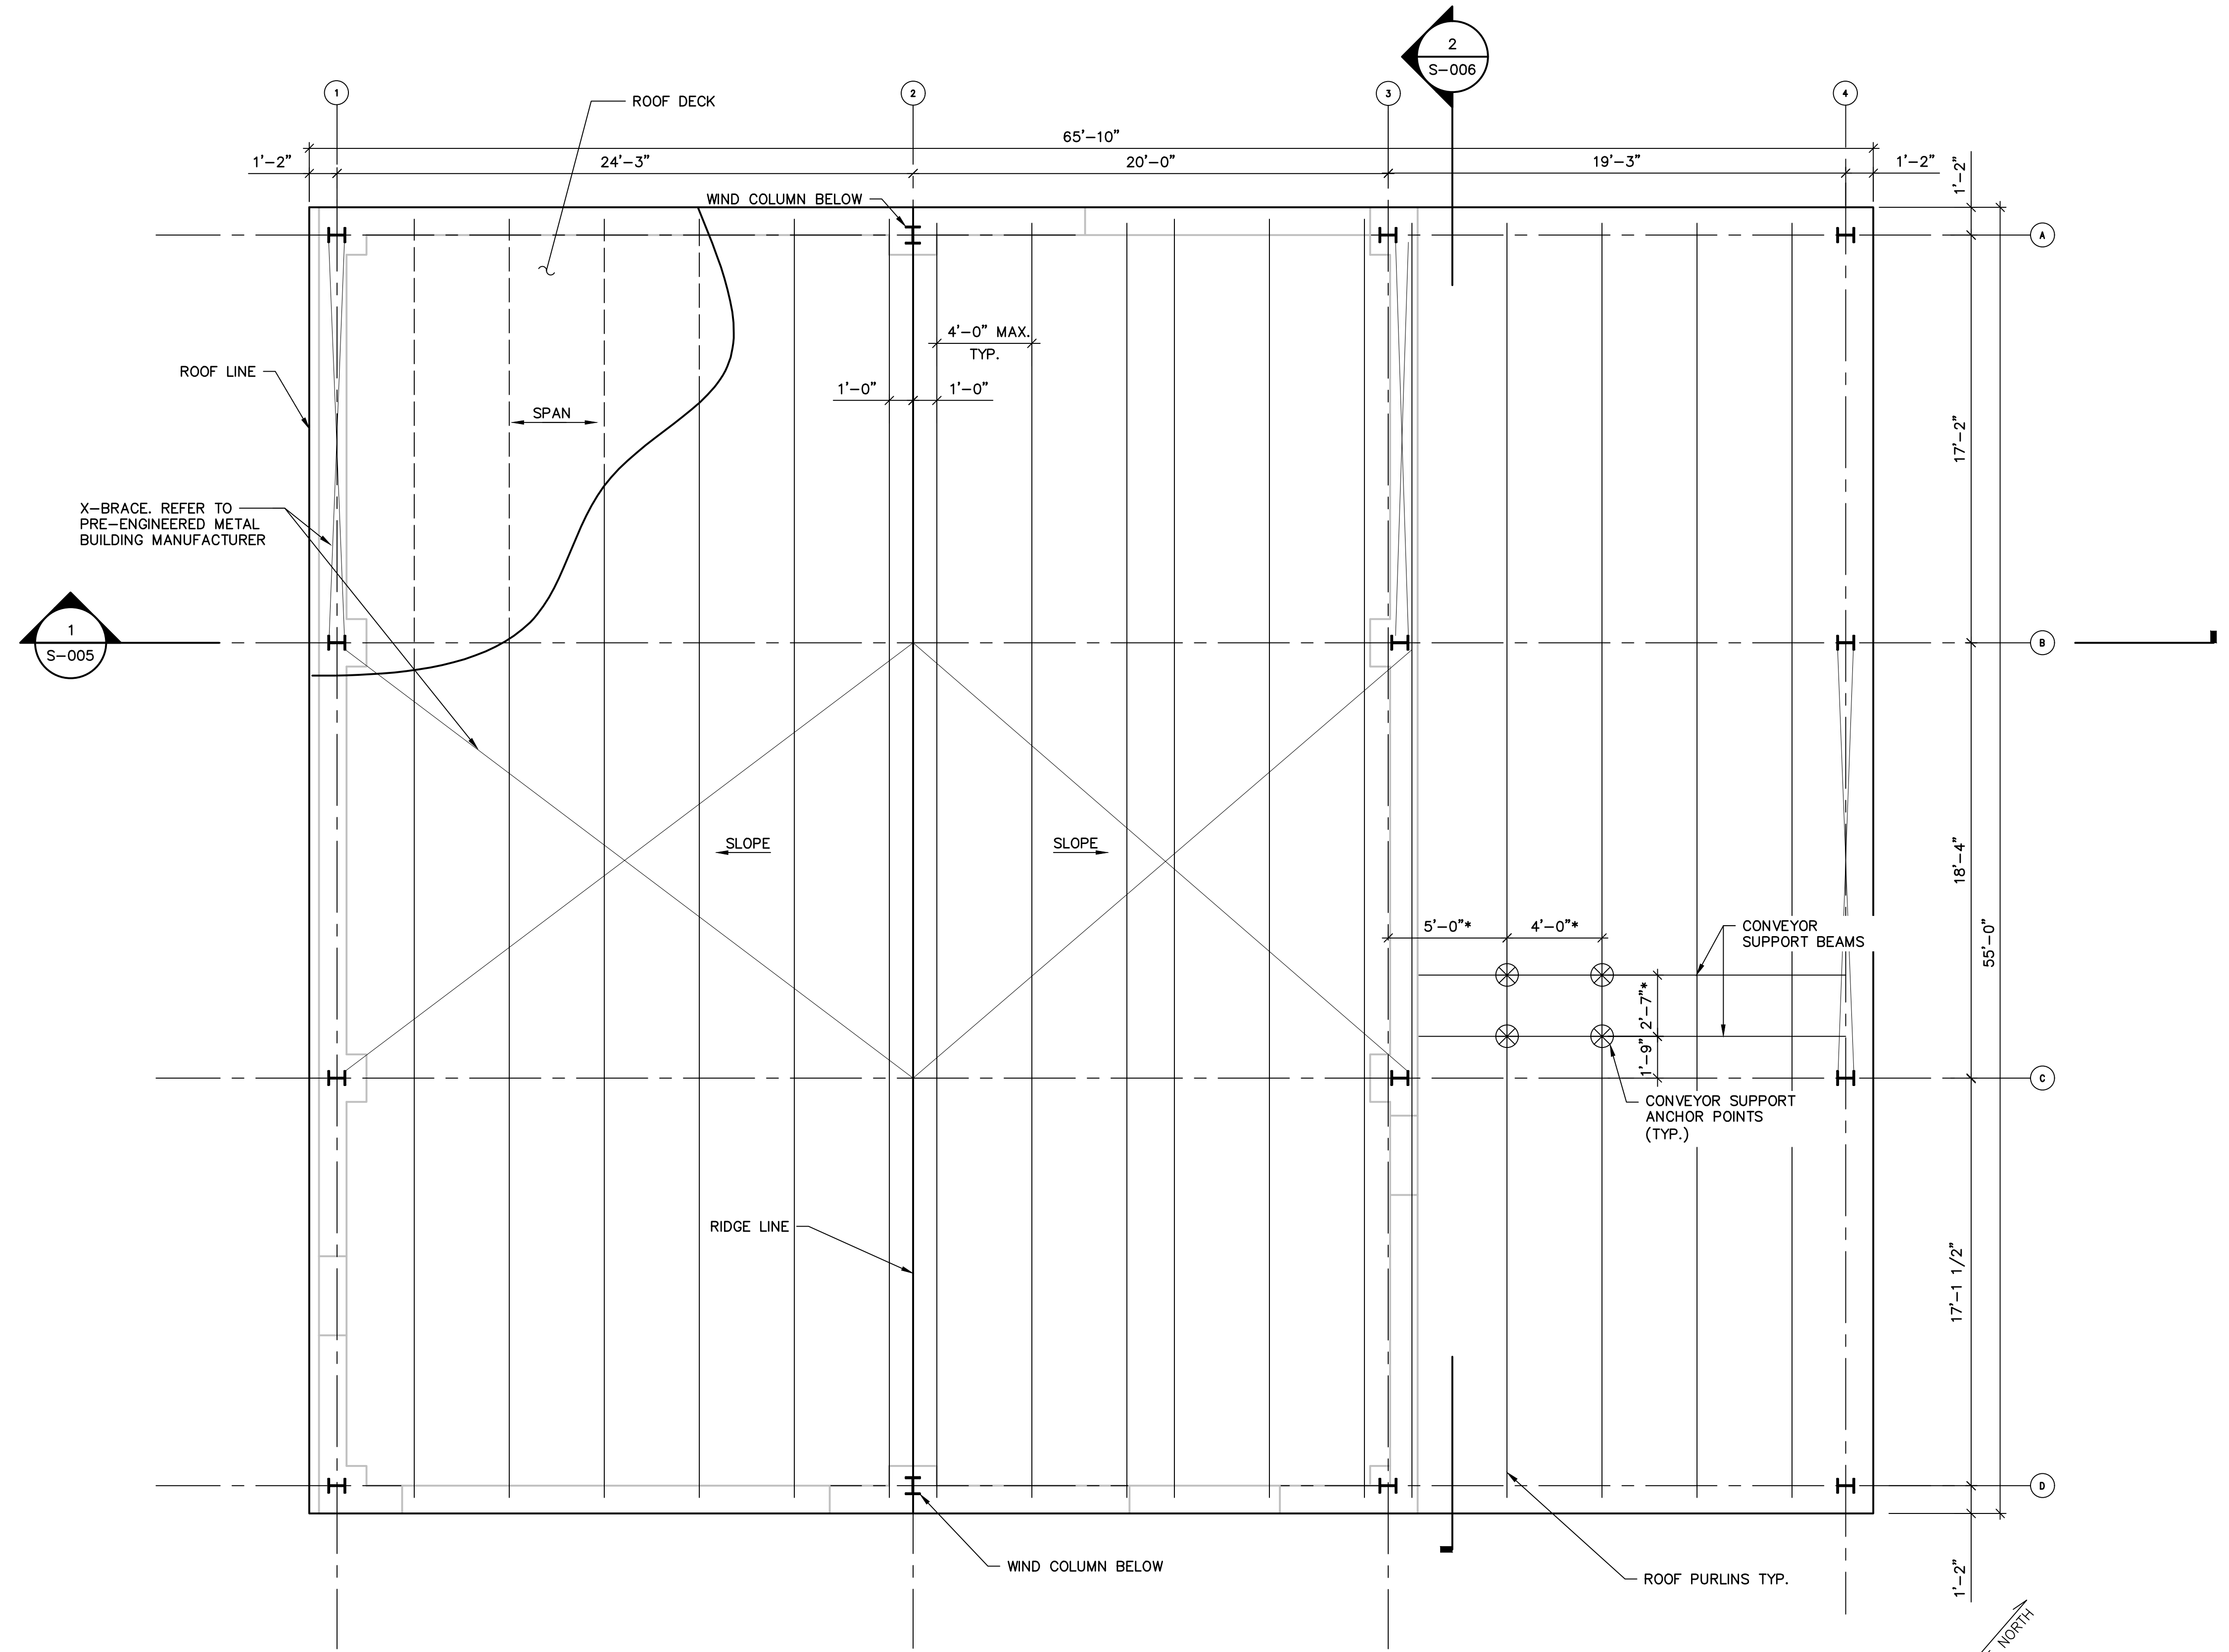 2
S-006
1
2
3
4
ROOF DECK
65'-10"
1'-2"
24'-3"
20'-0"
19'-3"
1'-2"
1'-2"
WIND COLUMN BELOW
A
4'-0" MAX.
TYP.
ROOF LINE
1'-0"
1'-0"
SPAN
17'-2"
X-BRACE. REFER TO
PRE-ENGINEERED METAL
BUILDING MANUFACTURER
1
S-005
B
SLOPE
SLOPE
18'-4"
5'-0"*
4'-0"*
CONVEYOR
SUPPORT BEAMS
55'-0"
2'-7"*
1'-9"
C
CONVEYOR SUPPORT
ANCHOR POINTS
(TYP.)
RIDGE LINE
17'-1 1/2"
D
WIND COLUMN BELOW
ROOF PURLINS TYP.
1'-2"
NORTH